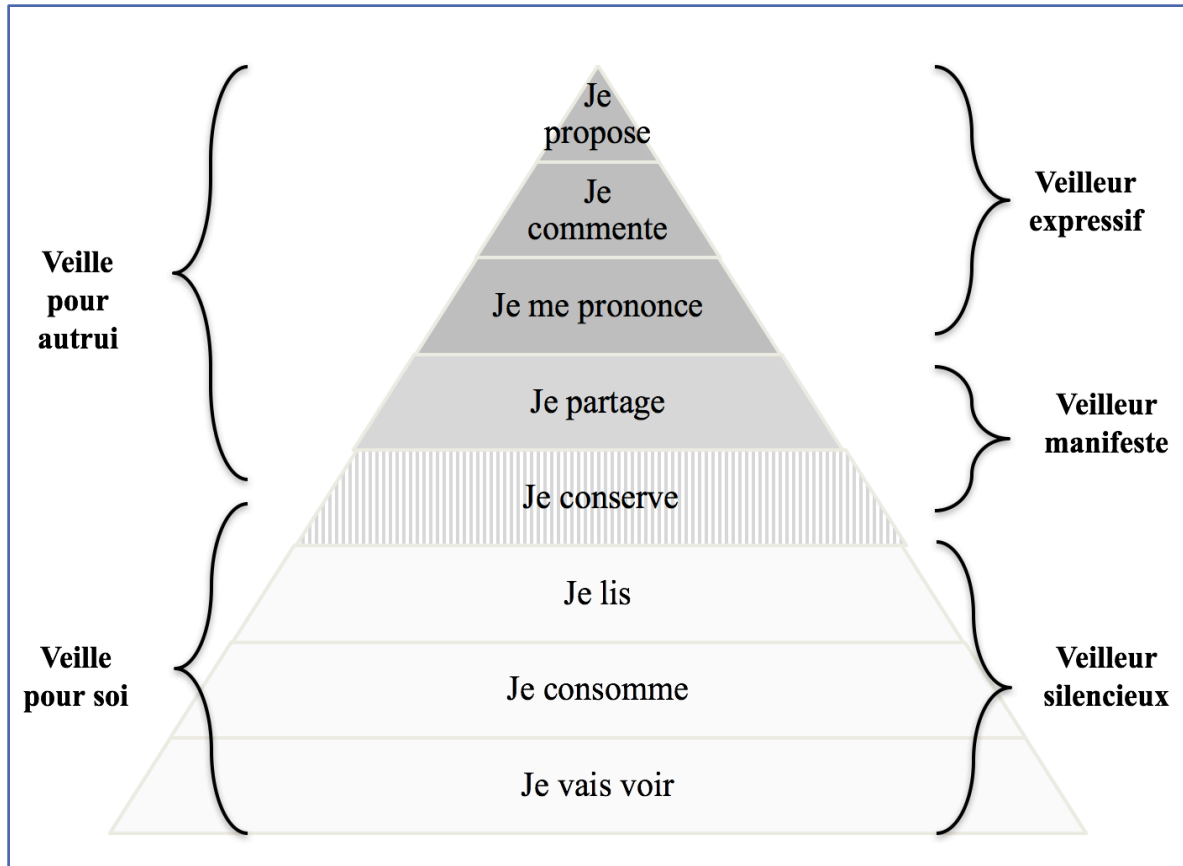 Je
propose
Je
commente
Je me prononce
Je partage
Je conserve
Je lis
Je consomme
Je vais voir
Veille
pour
autrui
Veille
pour soi
Veilleur
expressif
Veilleur
manifeste
Veilleur
silencieux